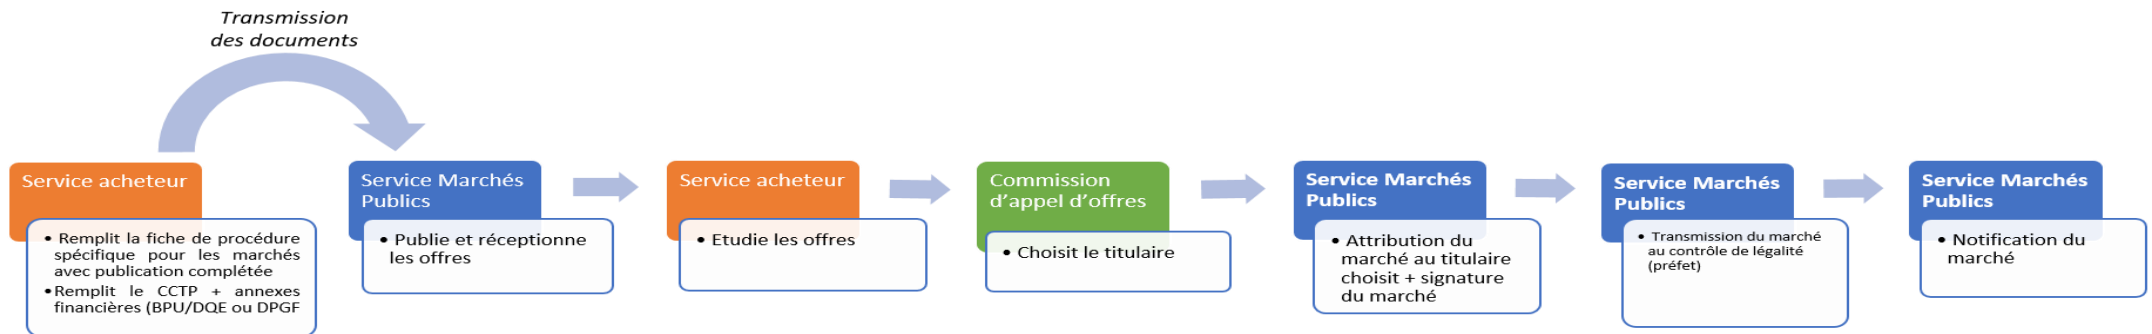 Transmission
des documents
Service acheteur
• Remplit la fiche de procédure
spécifique pour les marchés
avec publication complétée
• Remplit le CCTP + annexes
financières (BPU/DQE ou DPGF
Service Marchés
Publics
• Publie et réceptionne
les offres
Service acheteur
• Etudie les offres
Commission
d'appel d'offres
• Choisit le titulaire
Service Marchés
Publics
• Attribution du
marché au titulaire
choisit + signature
du marché
Service Marchés
Publics
• Transmission du marché
au contrôle de légalité
(préfet)
Service Marchés
Publics
• Notification du
marché